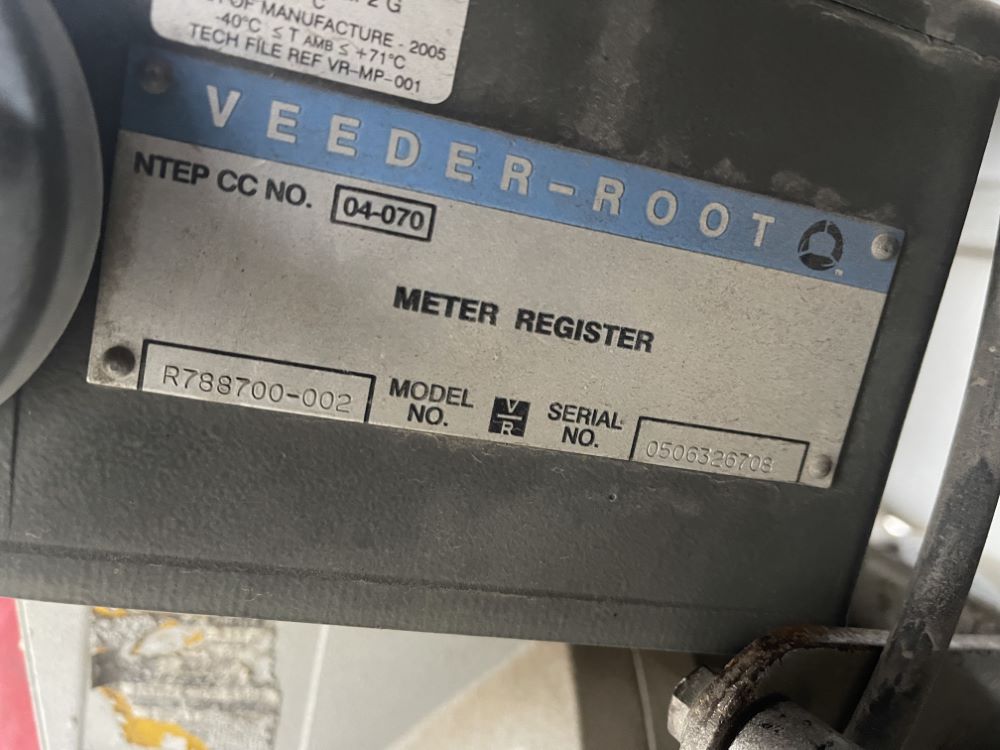 2 G
°C
OF MANUFACTURE - 2005
-40°C ≤ T AMB ≤ +71°C
TECH FILE REF VR-MP-001
VEEDER-ROOT
NTEP CC NO. 04-070
METER REGISTER
R788700-002 MODEL NO. V/R SERIAL NO. 0506326708